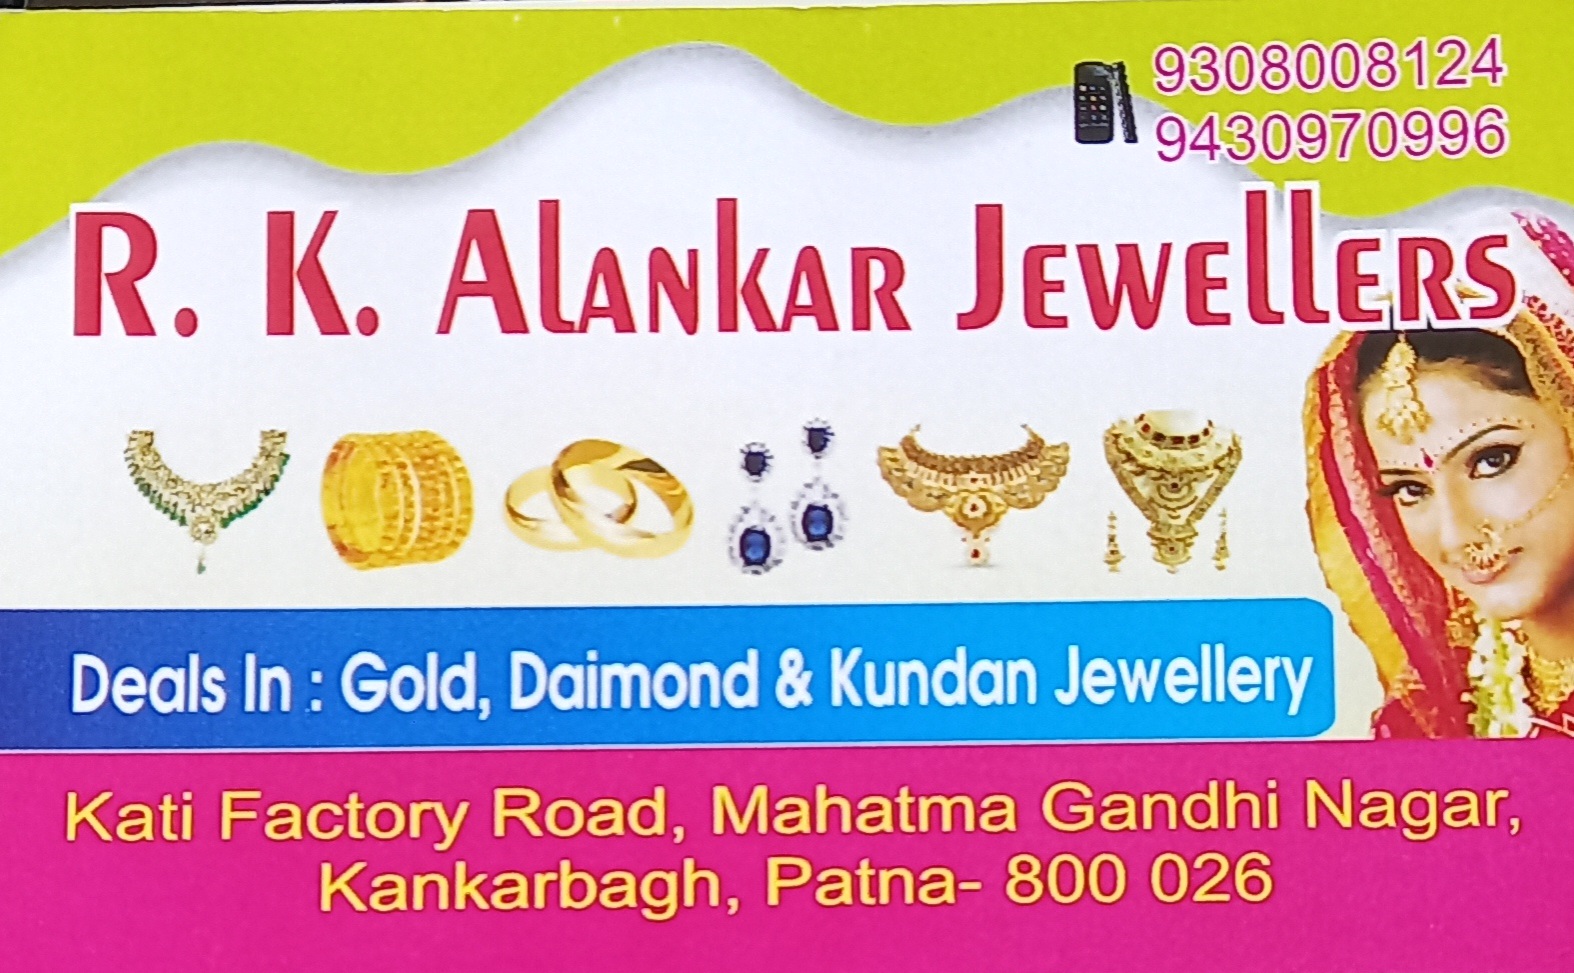 9308008124
9430970996
R. K. Alankar Jewellers
Deals In : Gold, Daimond & Kundan Jewellery
Kati Factory Road, Mahatma Gandhi Nagar,
Kankarbagh, Patna- 800 026